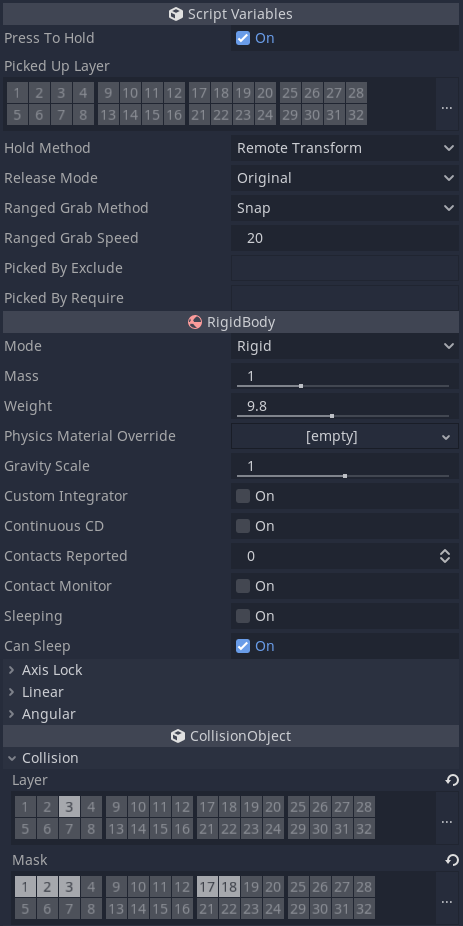 Script Variables
Press To Hold On
Picked Up Layer
1 2 3 4 9 10 11 12 17 18 19 20 25 26 27 28
5 6 7 8 13 14 15 16 21 22 23 24 29 30 31 32 ...
Hold Method Remote Transform
Release Mode Original
Ranged Grab Method Snap
Ranged Grab Speed 20
Picked By Exclude
Picked By Require
RigidBody
Mode Rigid
Mass 1
Weight 9.8
Physics Material Override [empty]
Gravity Scale 1
Custom Integrator On
Continuous CD On
Contacts Reported 0
Contact Monitor On
Sleeping On
Can Sleep On
Axis Lock
Linear
Angular
CollisionObject
Collision
Layer
1 2 3 4 9 10 11 12 17 18 19 20 25 26 27 28
5 6 7 8 13 14 15 16 21 22 23 24 29 30 31 32 ...
Mask
1 2 3 4 9 10 11 12 17 18 19 20 25 26 27 28
5 6 7 8 13 14 15 16 21 22 23 24 29 30 31 32 ...